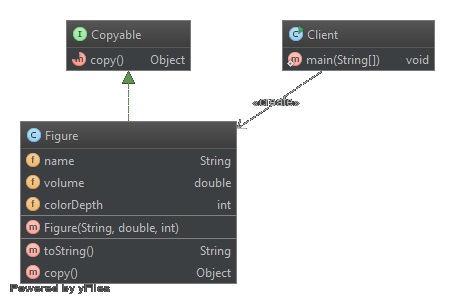 I Copyable
m copy() Object
C Client
m main(String[]) void
«create»
C Figure
f name String
f volume double
f colorDepth int
m Figure(String, double, int)
m toString() String
m copy() Object
Powered by yFiles